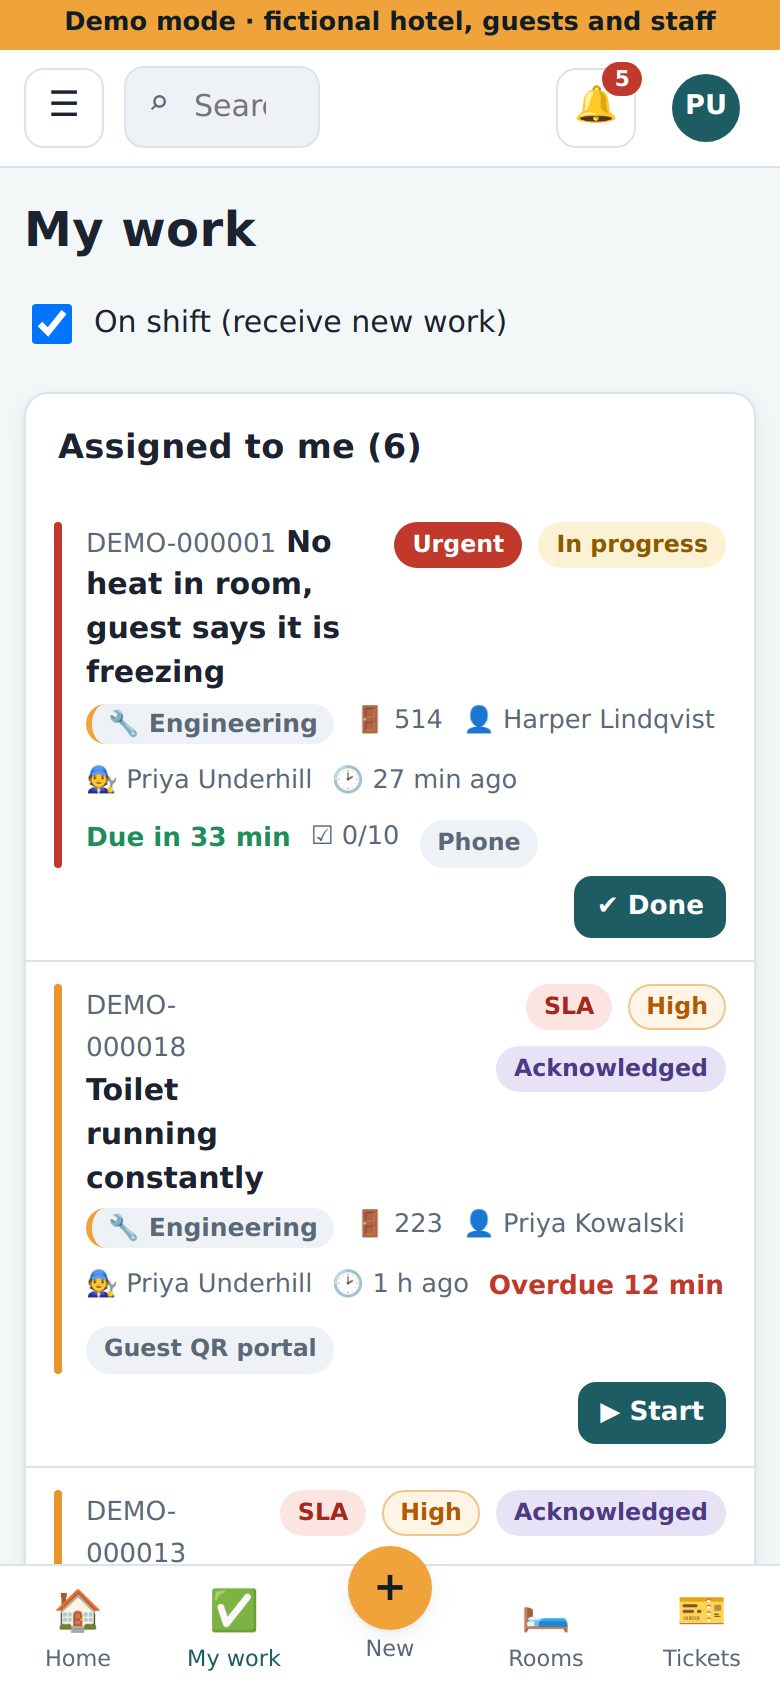 Demo mode · fictional hotel, guests and staff
5
PU
My work
On shift (receive new work)
Assigned to me (6)
DEMO-000001 No
heat in room,
guest says it is
freezing
Urgent In progress
Engineering 514 Harper Lindqvist
Priya Underhill 27 min ago
Due in 33 min 0/10 Phone
✔ Done
DEMO-
000018
Toilet
running
constantly
SLA High
Acknowledged
Engineering 223 Priya Kowalski
Priya Underhill 1 h ago Overdue 12 min
Guest QR portal
▶ Start
DEMO-
000013
SLA High Acknowledged
+
Home My work New Rooms Tickets